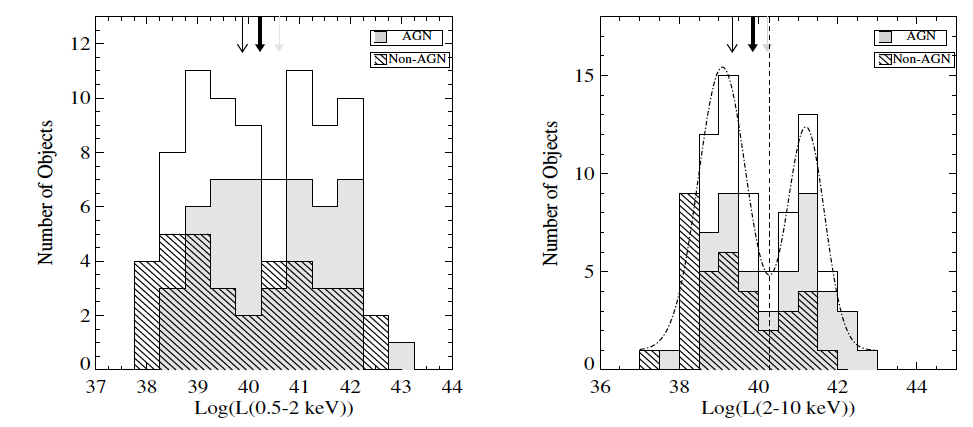 AGN
Non-AGN
12
10
8
6
4
2
0
37 38 39 40 41 42 43 44
Log(L(0.5-2 keV))
Number of Objects
AGN
Non-AGN
15
10
5
0
36 38 40 42 44
Log(L(2-10 keV))
Number of Objects